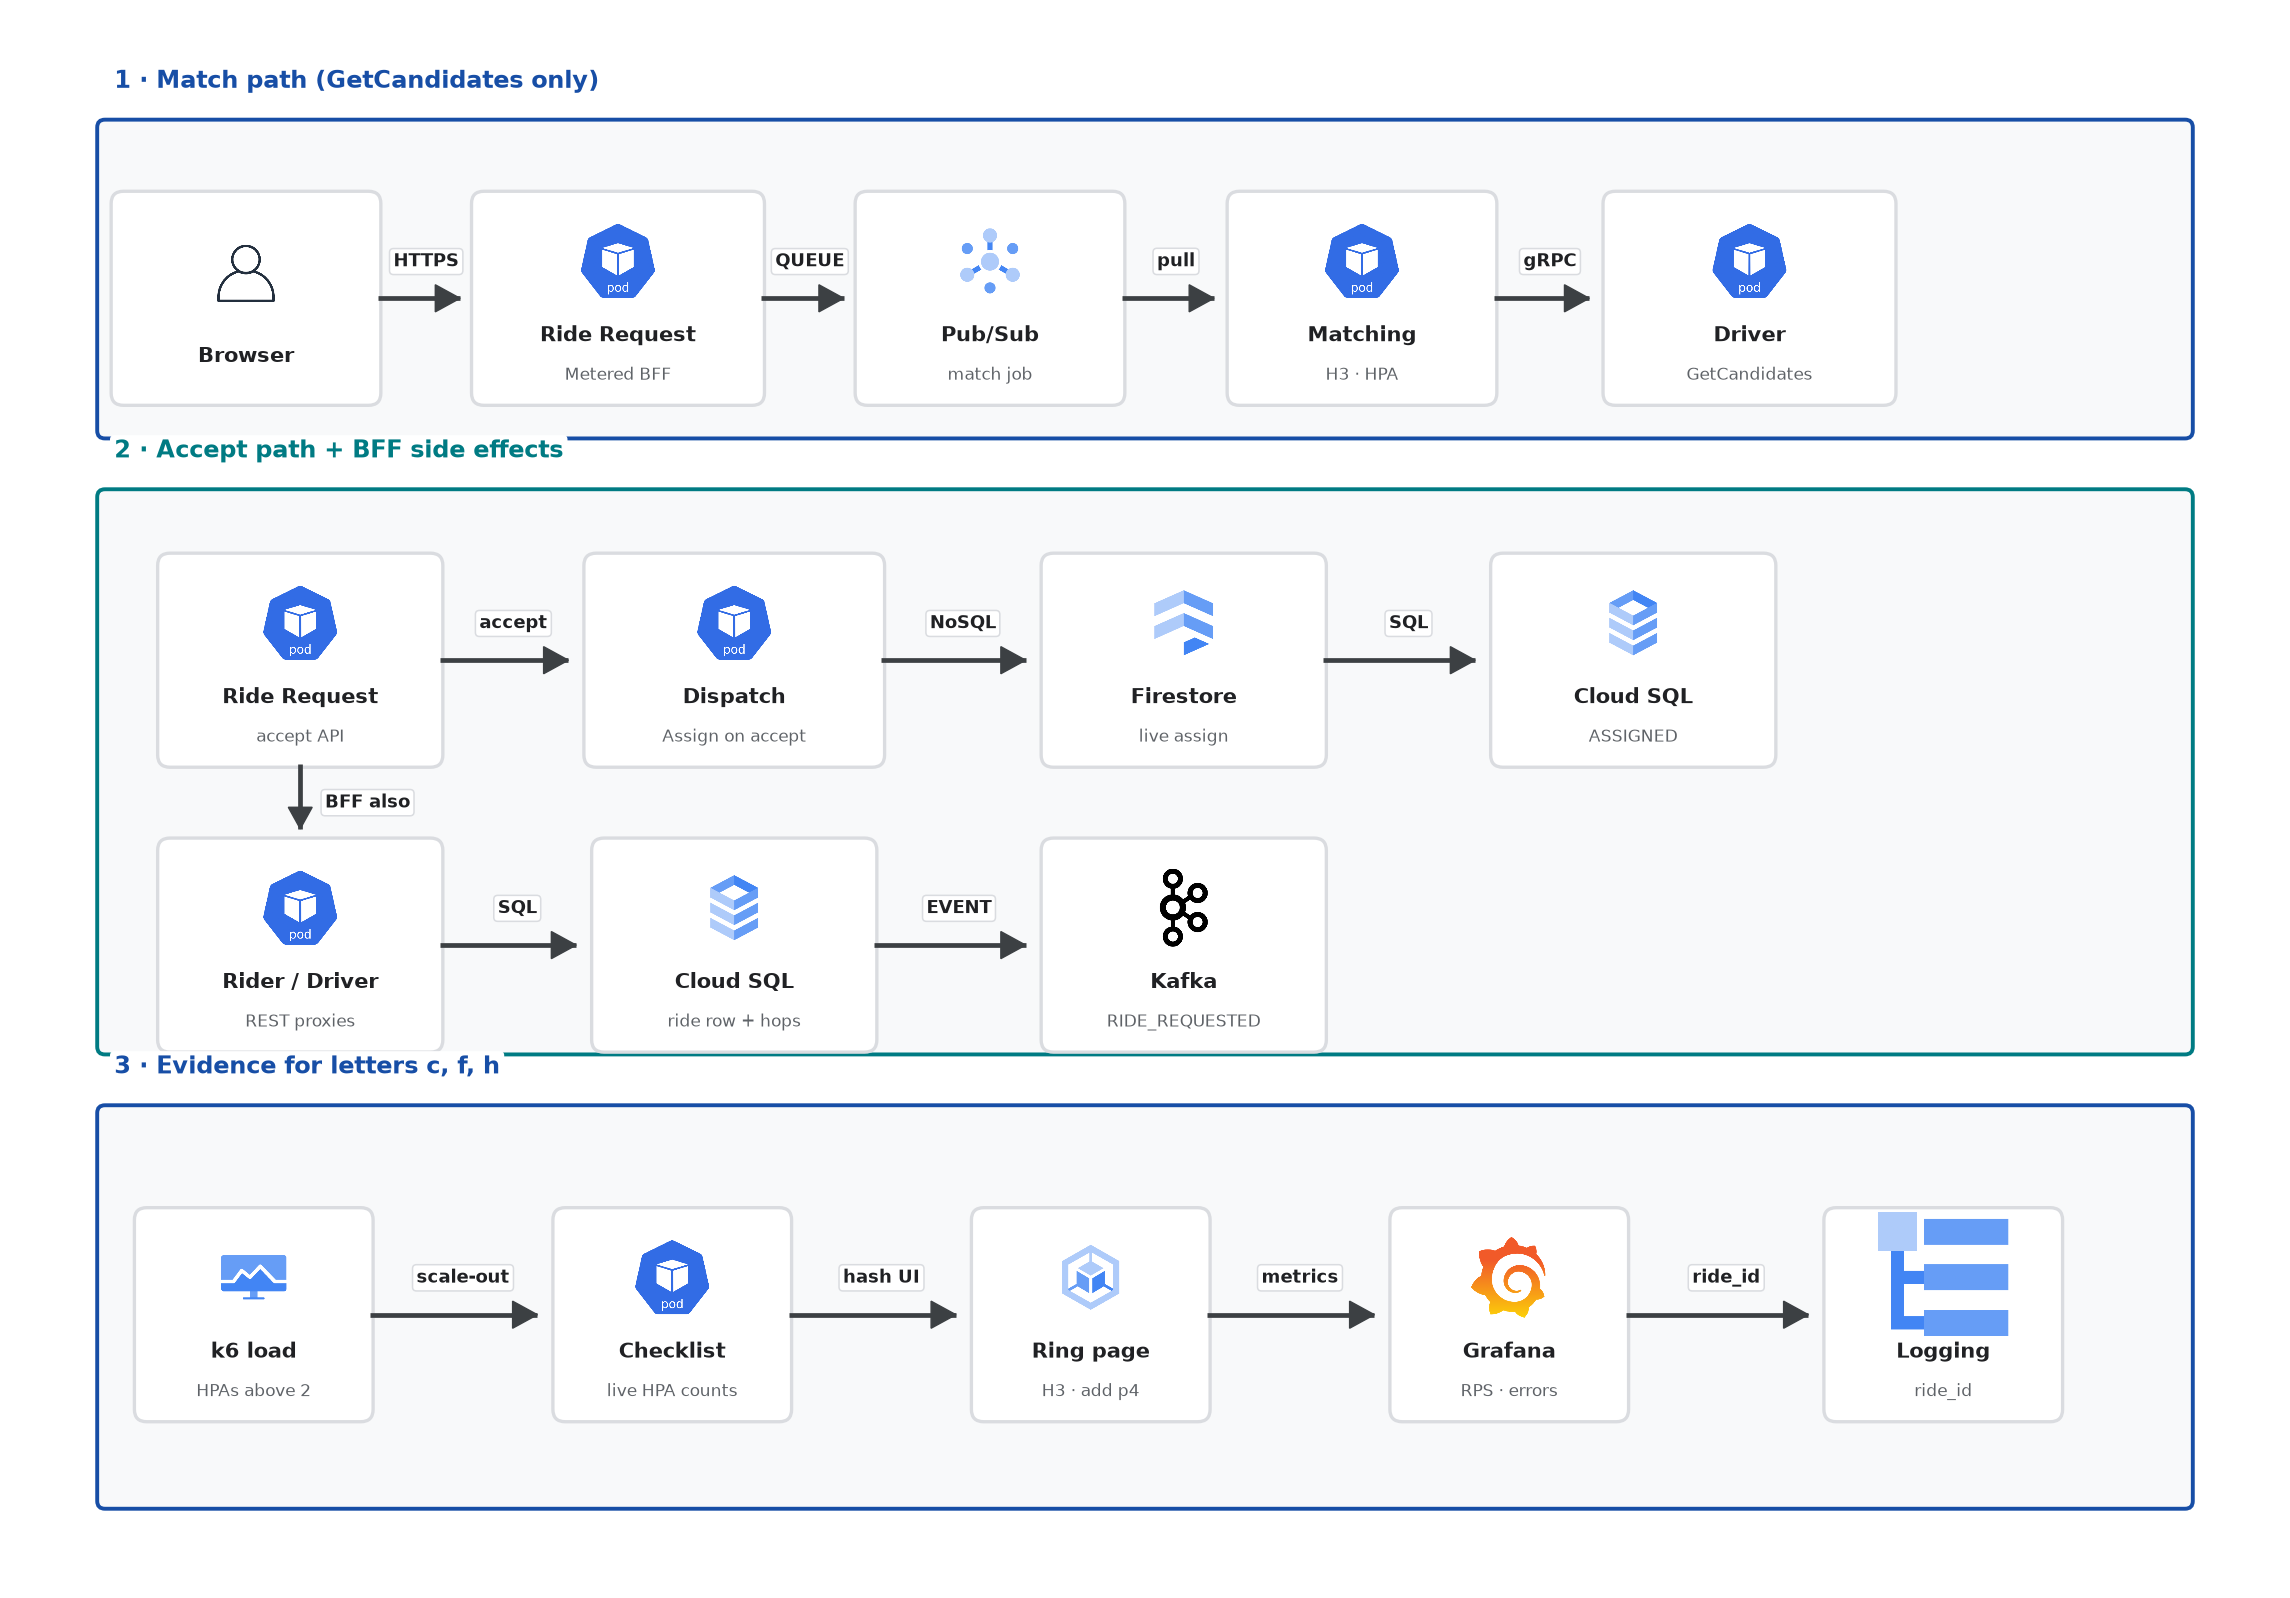 1 · Match path (GetCandidates only)
HTTPS
QUEUE
pull
gRPC
pod
pod
pod
Browser
Ride Request
Pub/Sub
Matching
Driver
Metered BFF
match job
H3 · HPA
GetCandidates
2 · Accept path + BFF side effects
accept
NoSQL
SQL
pod
pod
Ride Request
Dispatch
Firestore
Cloud SQL
accept API
Assign on accept
live assign
ASSIGNED
BFF also
SQL
EVENT
pod
Rider / Driver
Cloud SQL
Kafka
REST proxies
ride row + hops
RIDE_REQUESTED
3 · Evidence for letters c, f, h
scale-out
hash UI
metrics
ride_id
pod
k6 load
Checklist
Ring page
Grafana
Logging
HPAs above 2
live HPA counts
H3 · add p4
RPS · errors
ride_id